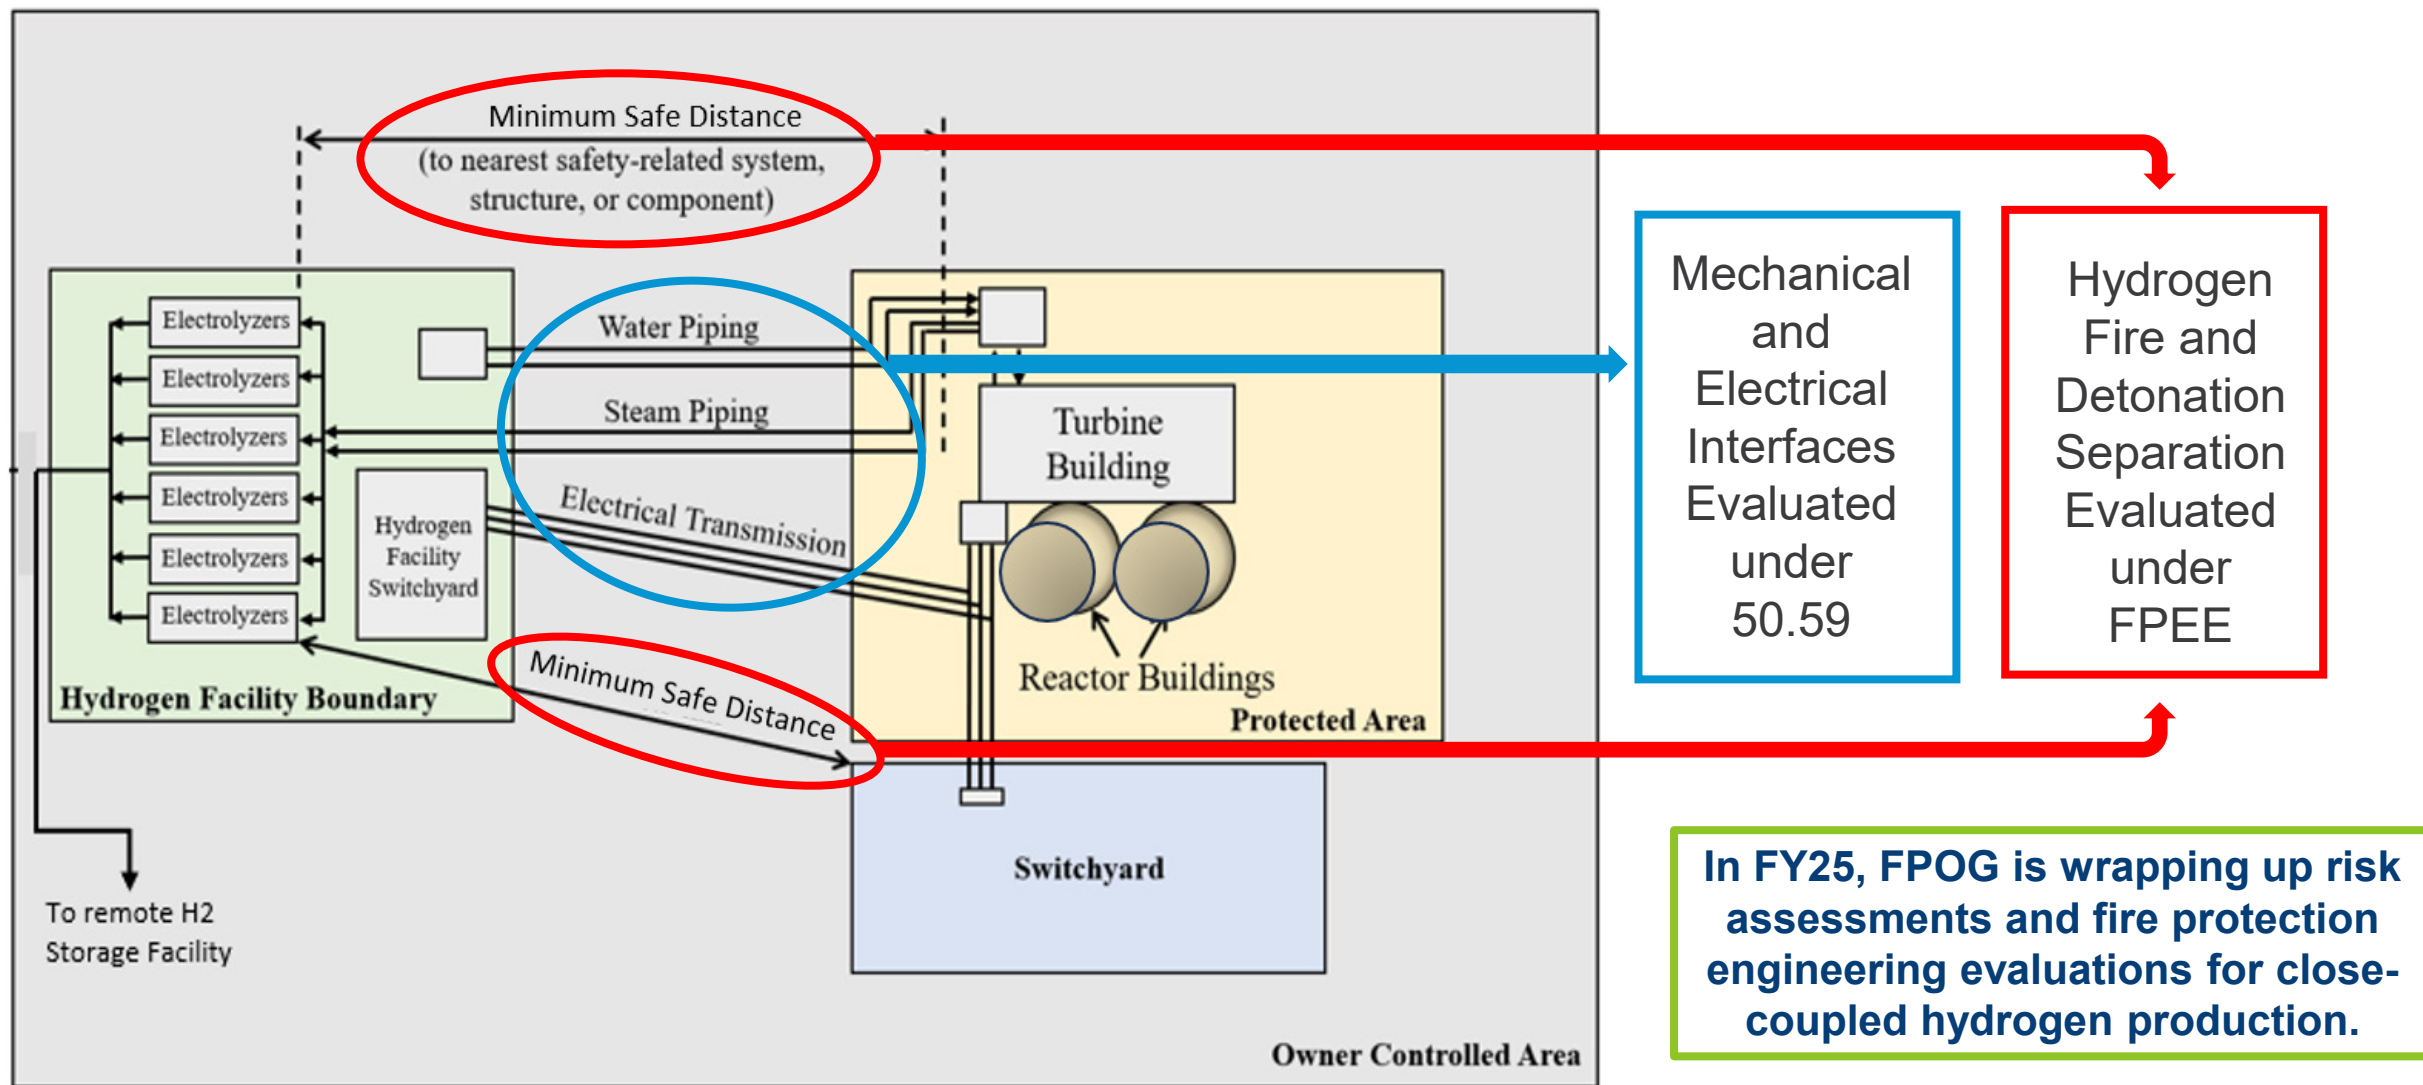 Minimum Safe Distance
(to nearest safety-related system,
structure, or component)
Electrolyzers
Electrolyzers
Electrolyzers
Electrolyzers
Electrolyzers
Electrolyzers
Hydrogen
Facility
Switchyard
Hydrogen Facility Boundary
Water Piping
Steam Piping
Electrical Transmission
Minimum Safe Distance
Turbine
Building
Reactor Buildings
Protected Area
Switchyard
To remote H2
Storage Facility
Owner Controlled Area
Mechanical
and
Electrical
Interfaces
Evaluated
under
50.59
Hydrogen
Fire and
Detonation
Separation
Evaluated
under
FPEE
In FY25, FPOG is wrapping up risk
assessments and fire protection
engineering evaluations for close-
coupled hydrogen production.